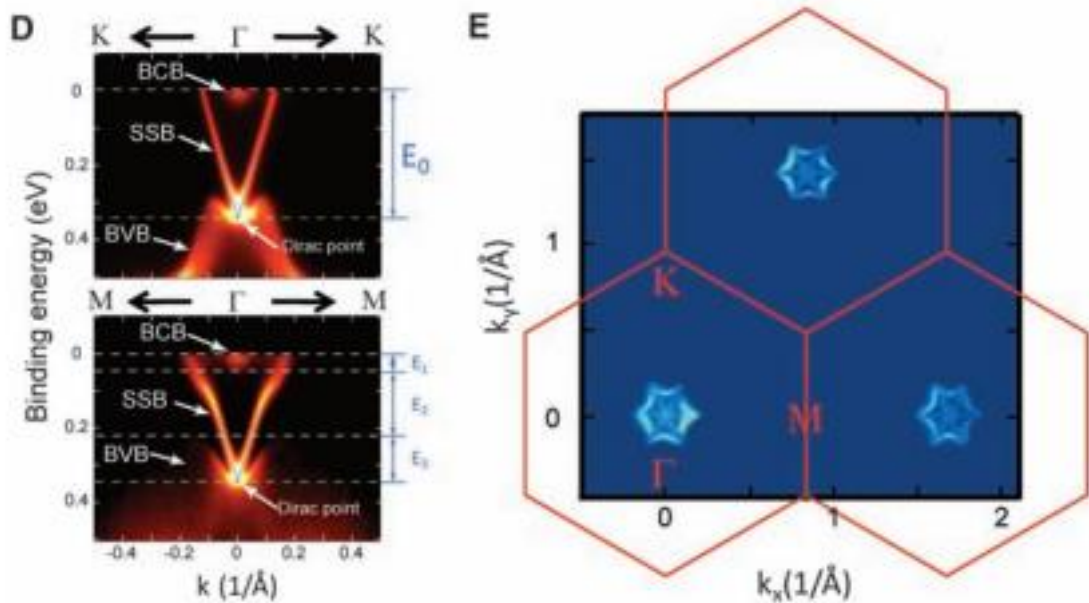 D
K Γ K
BCB
0
SSB
0.2
E₀
BVB
Dirac point
0.4
M Γ M
BCB
0
E₁
SSB
E₂
0.2
BVB
E₃
Dirac point
0.4
-0.4 -0.2 0 0.2 0.4
Binding energy (eV)
k (1/Å)
E
1
K
k_y(1/Å)
0
M
Γ
0 1 2
k_x(1/Å)